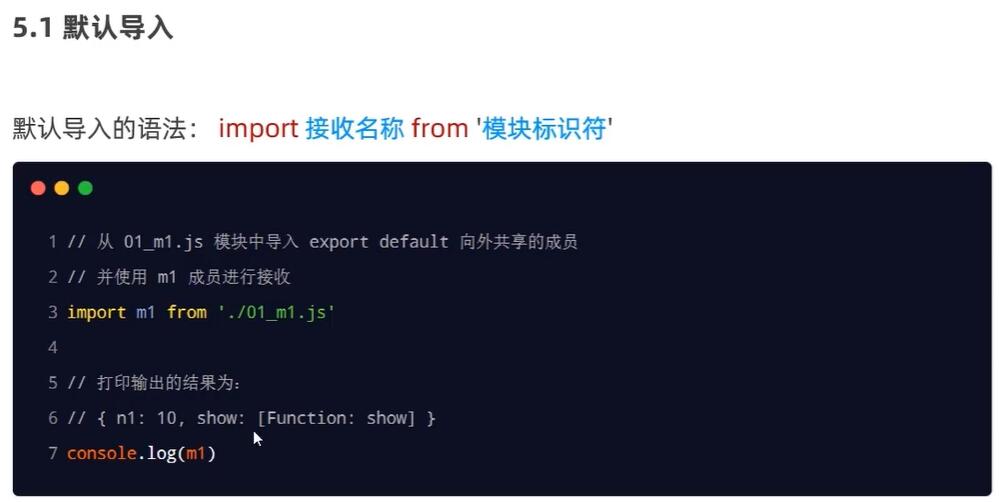 5.1 默认导入
默认导入的语法： import 接收名称 from '模块标识符'
1 // 从 01_m1.js 模块中导入 export default 向外共享的成员
2 // 并使用 m1 成员进行接收
3 import m1 from './01_m1.js'
4
5 // 打印输出的结果为：
6 // { n1: 10, show: [Function: show] }
7 console.log(m1)